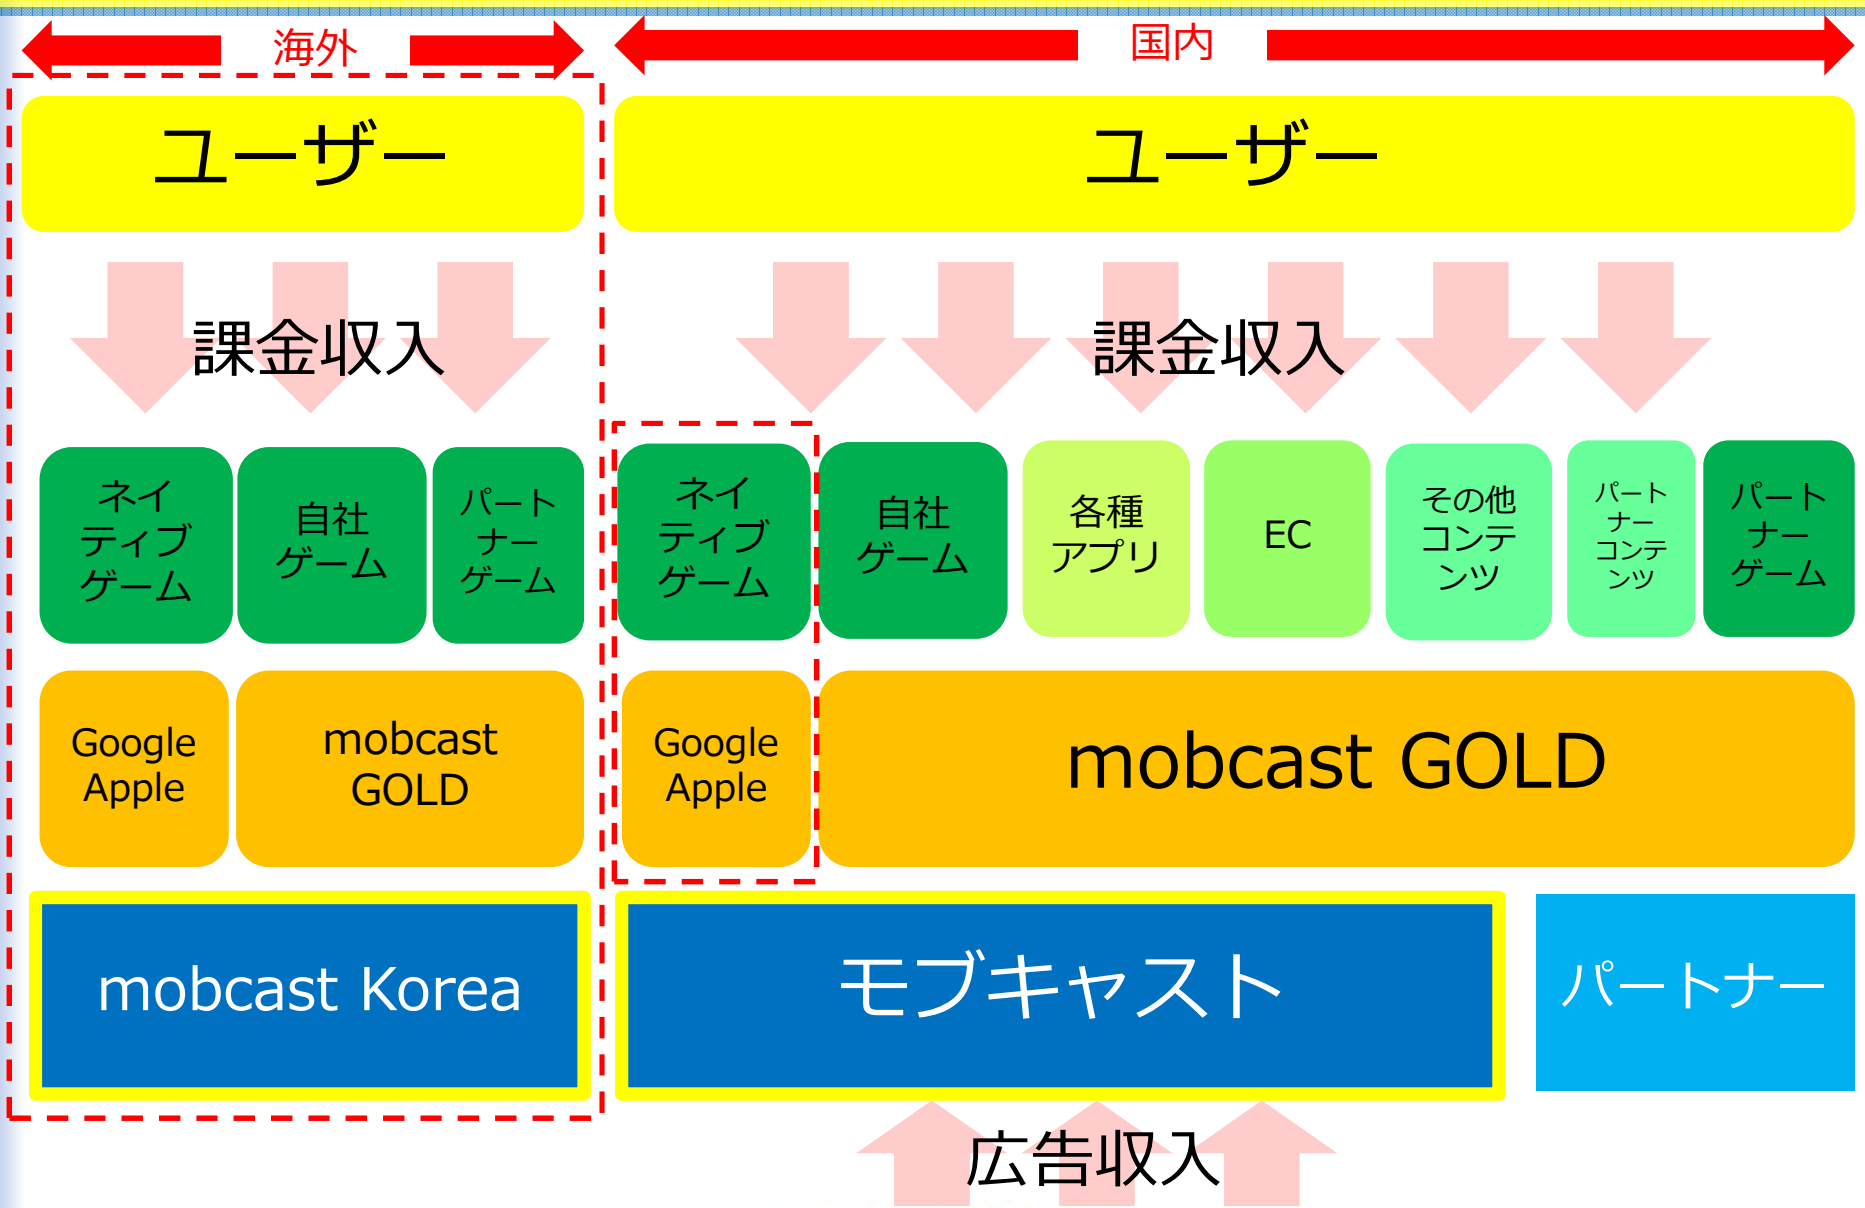 海外
国内
ユーザー
ユーザー
課金収入
課金収入
ネイ
ティブ
ゲーム
自社
ゲーム
パート
ナー
ゲーム
ネイ
ティブ
ゲーム
自社
ゲーム
各種
アプリ
EC
その他
コンテ
ンツ
パート
ナー
コンテ
ンツ
パート
ナー
ゲーム
Google
Apple
mobcast
GOLD
Google
Apple
mobcast GOLD
mobcast Korea
モブキャスト
パートナー
広告収入